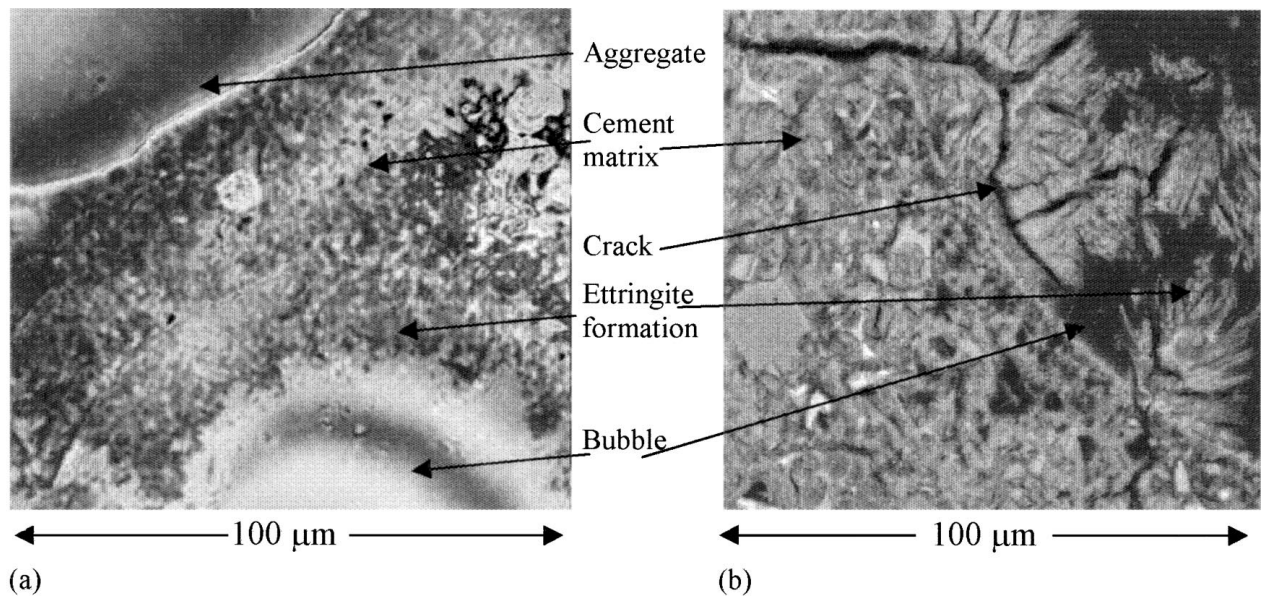 Aggregate
Cement
matrix
Crack
Ettringite
formation
Bubble
100 μm
100 μm
(a)
(b)